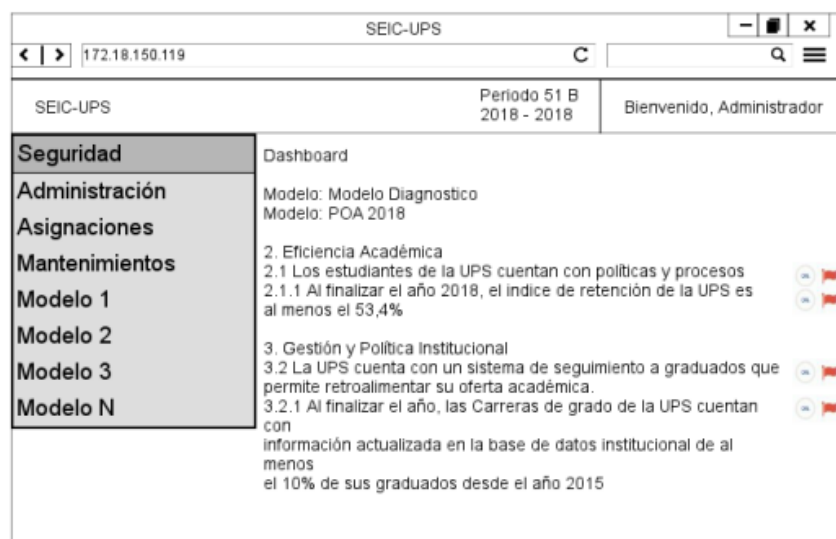 SEIC-UPS
172.18.150.119
SEIC-UPS
Periodo 51 B
2018 - 2018
Bienvenido, Administrador
Seguridad
Administración
Asignaciones
Mantenimientos
Modelo 1
Modelo 2
Modelo 3
Modelo N
Dashboard
Modelo: Modelo Diagnostico
Modelo: POA 2018
2. Eficiencia Académica
2.1 Los estudiantes de la UPS cuentan con políticas y procesos
2.1.1 Al finalizar el año 2018, el indice de retención de la UPS es
al menos el 53,4%
3. Gestión y Política Institucional
3.2 La UPS cuenta con un sistema de seguimiento a graduados que
permite retroalimentar su oferta académica.
3.2.1 Al finalizar el año, las Carreras de grado de la UPS cuentan
con
información actualizada en la base de datos institucional de al
menos
el 10% de sus graduados desde el año 2015